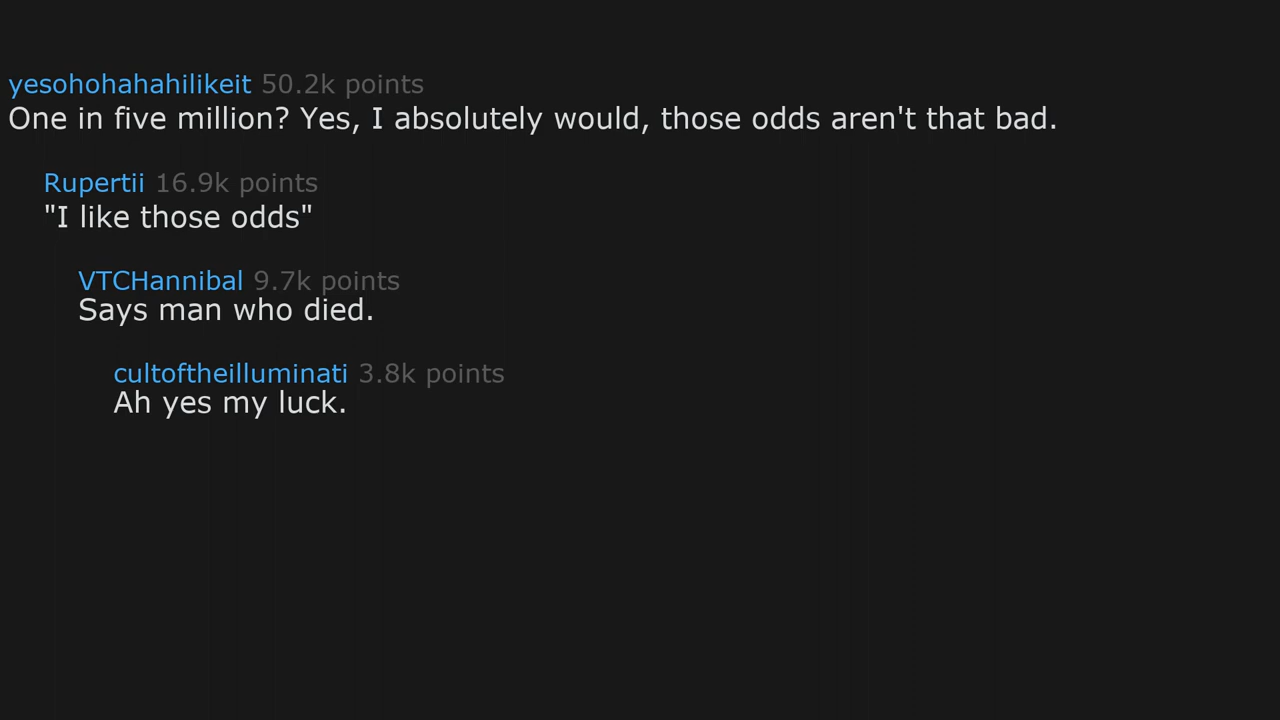 yesohohahahilikeit 50.2k points
One in five million? Yes, I absolutely would, those odds aren't that bad.
Rupertii 16.9k points
"I like those odds"
VTCHannibal 9.7k points
Says man who died.
cultoftheilluminati 3.8k points
Ah yes my luck.